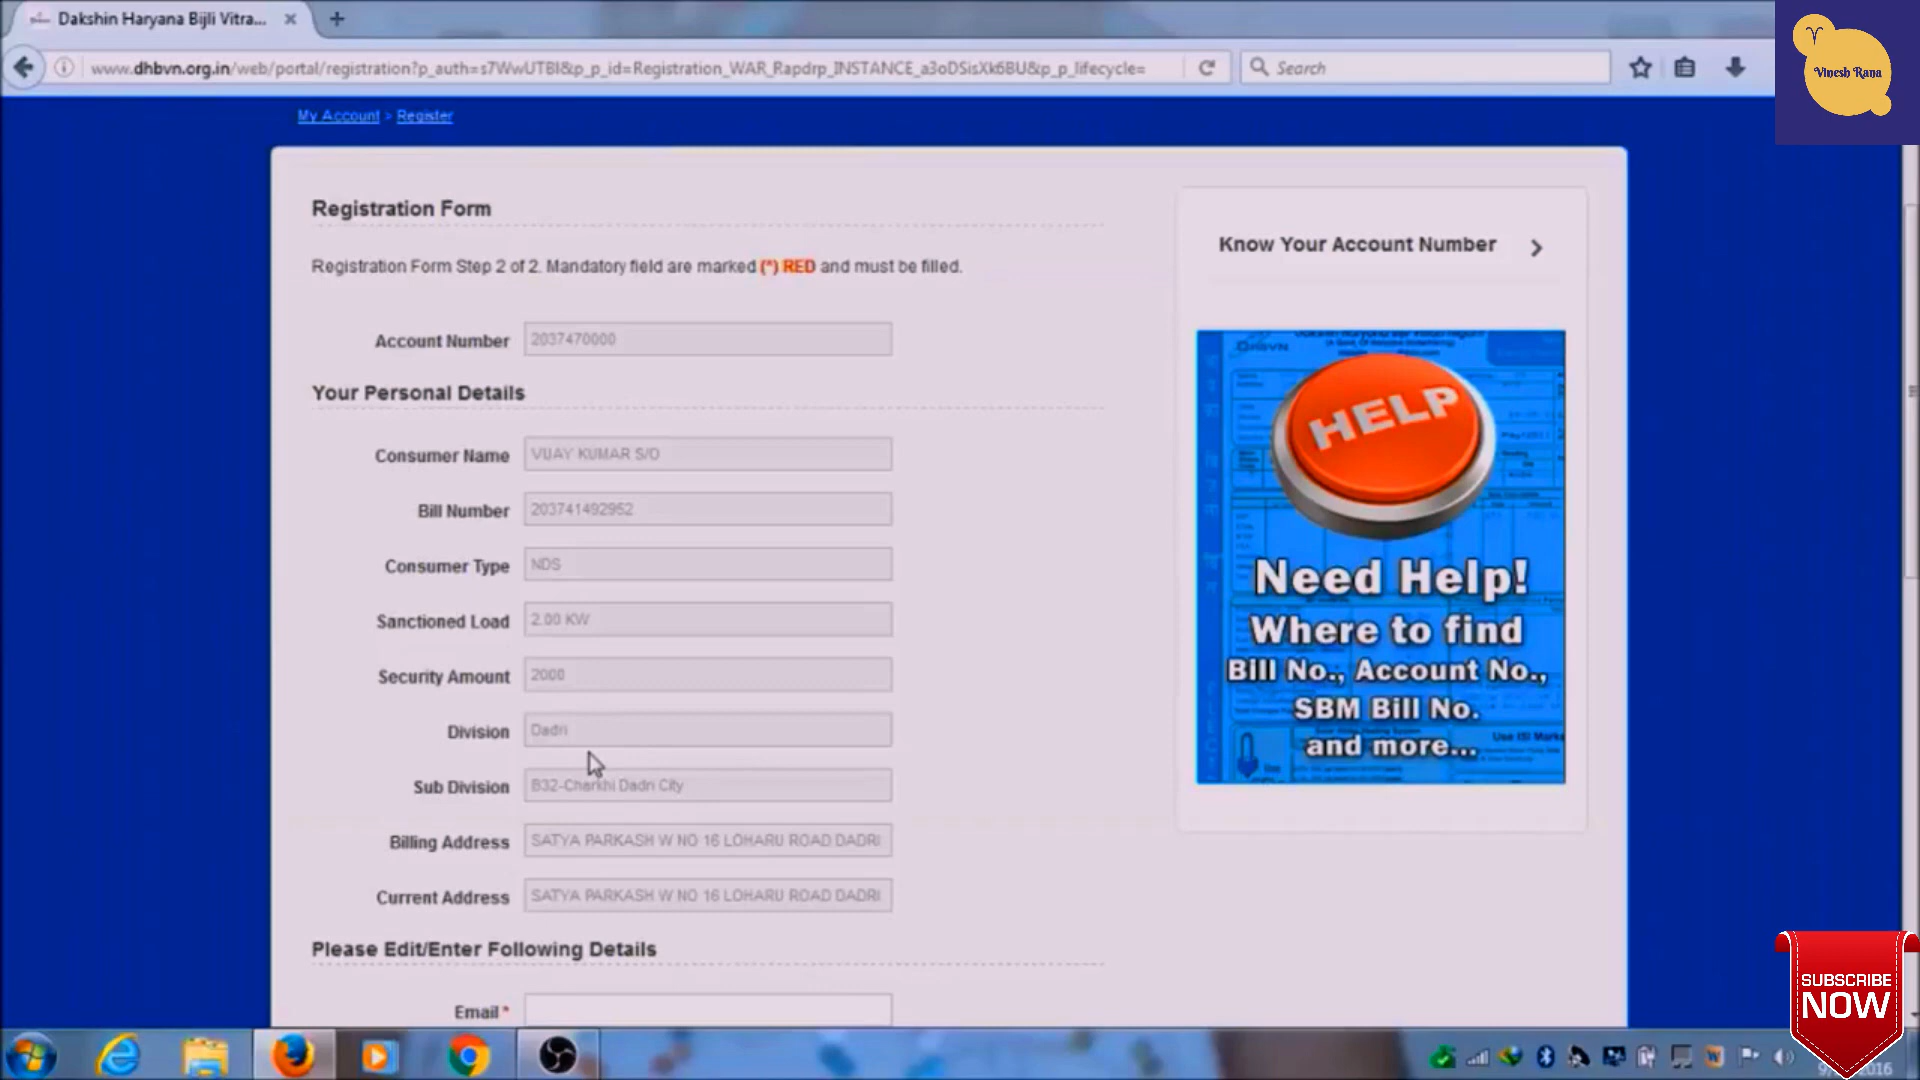 Dakshin Haryana Bijli Vitra...
www.dhbvn.org.in/web/portal/registration?p_auth=s7WwUTBI&p_p_id=Registration_WAR_Rapdrp_INSTANCE_a3oDSisXk6BU&p_p_lifecycle=
Search
Vinesh Rana
My Account > Register
Registration Form
Registration Form Step 2 of 2. Mandatory field are marked (*) RED and must be filled.
Account Number 2037470000
Your Personal Details
Consumer Name VIJAY KUMAR S/O
Bill Number 203741492952
Consumer Type NDS
Sanctioned Load 2.00 KW
Security Amount 2000
Division Dadri
Sub Division B32-Charkhi Dadri City
Billing Address SATYA PARKASH W NO 16 LOHARU ROAD DADRI
Current Address SATYA PARKASH W NO 16 LOHARU ROAD DADRI
Please Edit/Enter Following Details
Email *
Know Your Account Number
DHBVN
HELP
Need Help!
Where to find
Bill No., Account No.,
SBM Bill No.
and more...
SUBSCRIBE
NOW